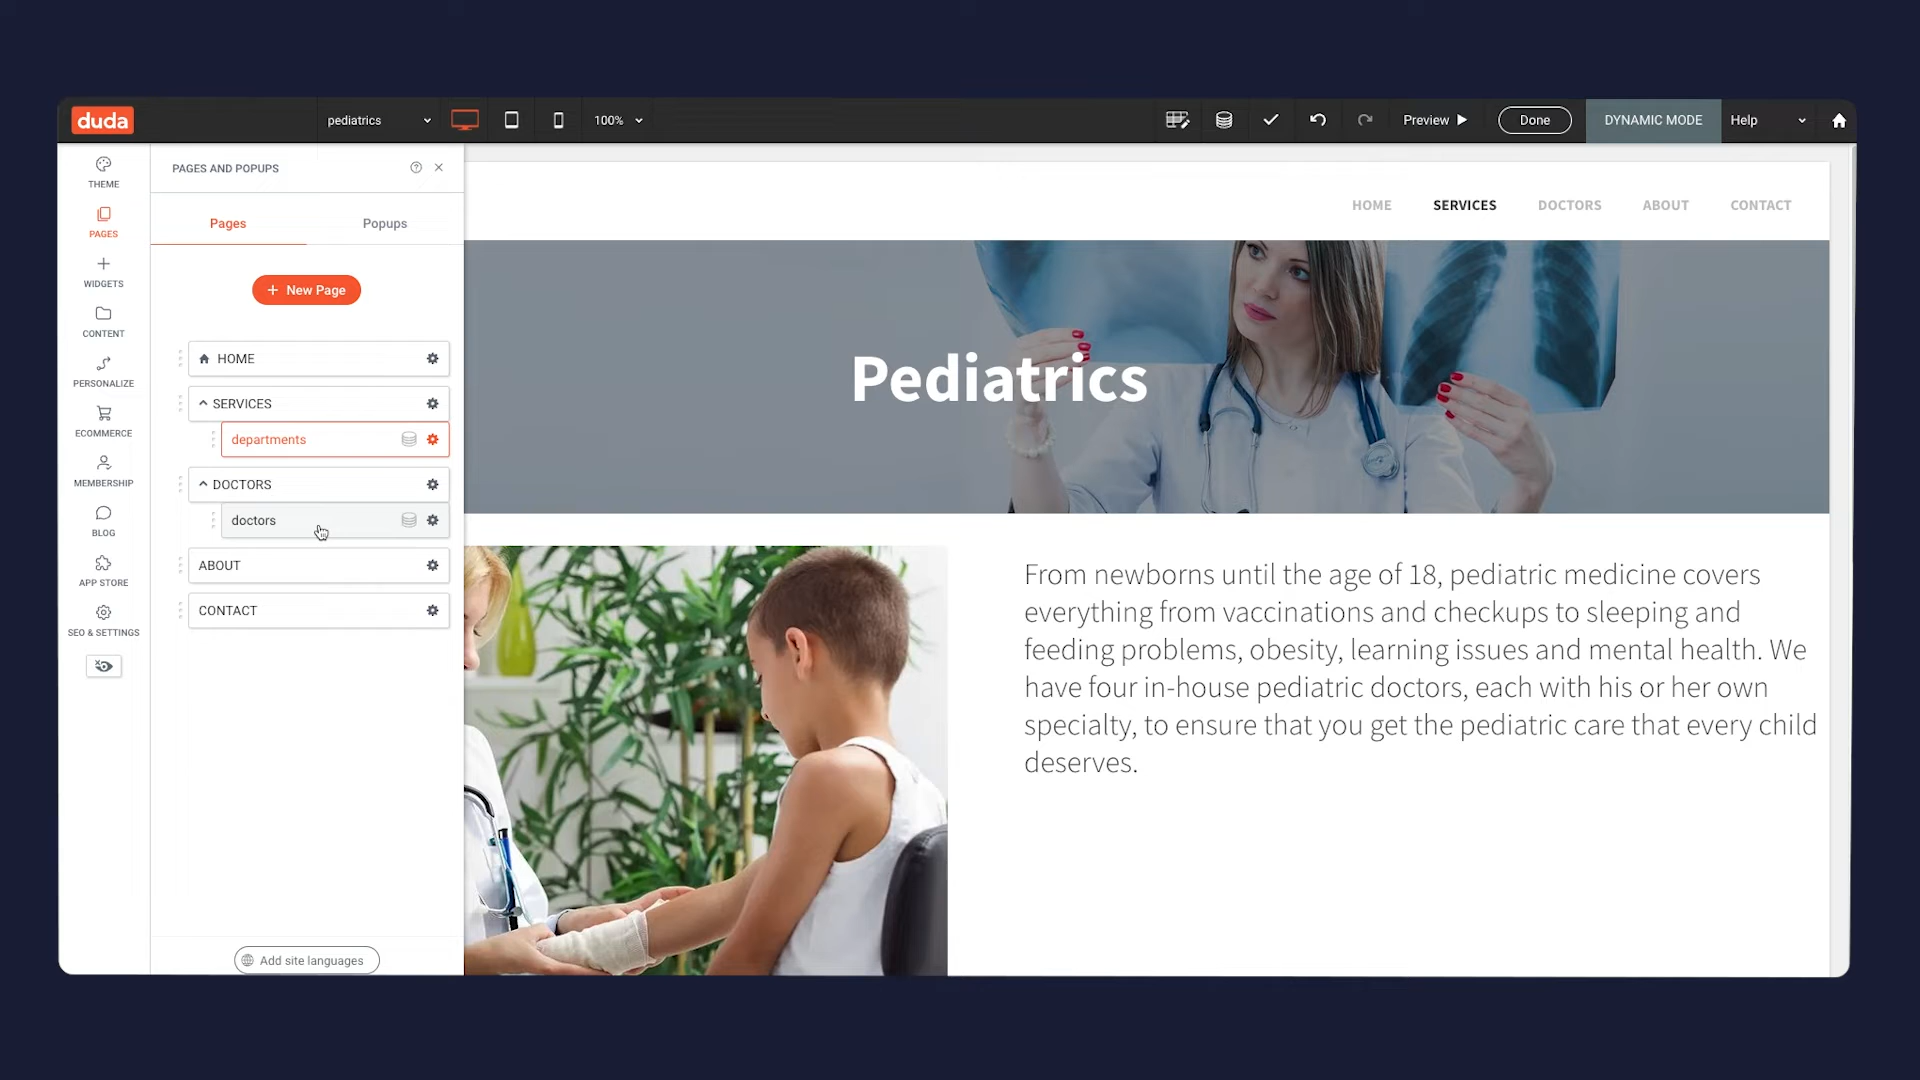 duda
pediatrics
100%
Preview
Done
DYNAMIC MODE
Help
THEME
PAGES
WIDGETS
CONTENT
PERSONALIZE
ECOMMERCE
MEMBERSHIP
BLOG
APP STORE
SEO & SETTINGS
PAGES AND POPUPS
Pages
Popups
+ New Page
HOME
SERVICES
departments
DOCTORS
doctors
ABOUT
CONTACT
Add site languages
HOME
SERVICES
DOCTORS
ABOUT
CONTACT
Pediatrics
From newborns until the age of 18, pediatric medicine covers
everything from vaccinations and checkups to sleeping and
feeding problems, obesity, learning issues and mental health. We
have four in-house pediatric doctors, each with his or her own
specialty, to ensure that you get the pediatric care that every child
deserves.